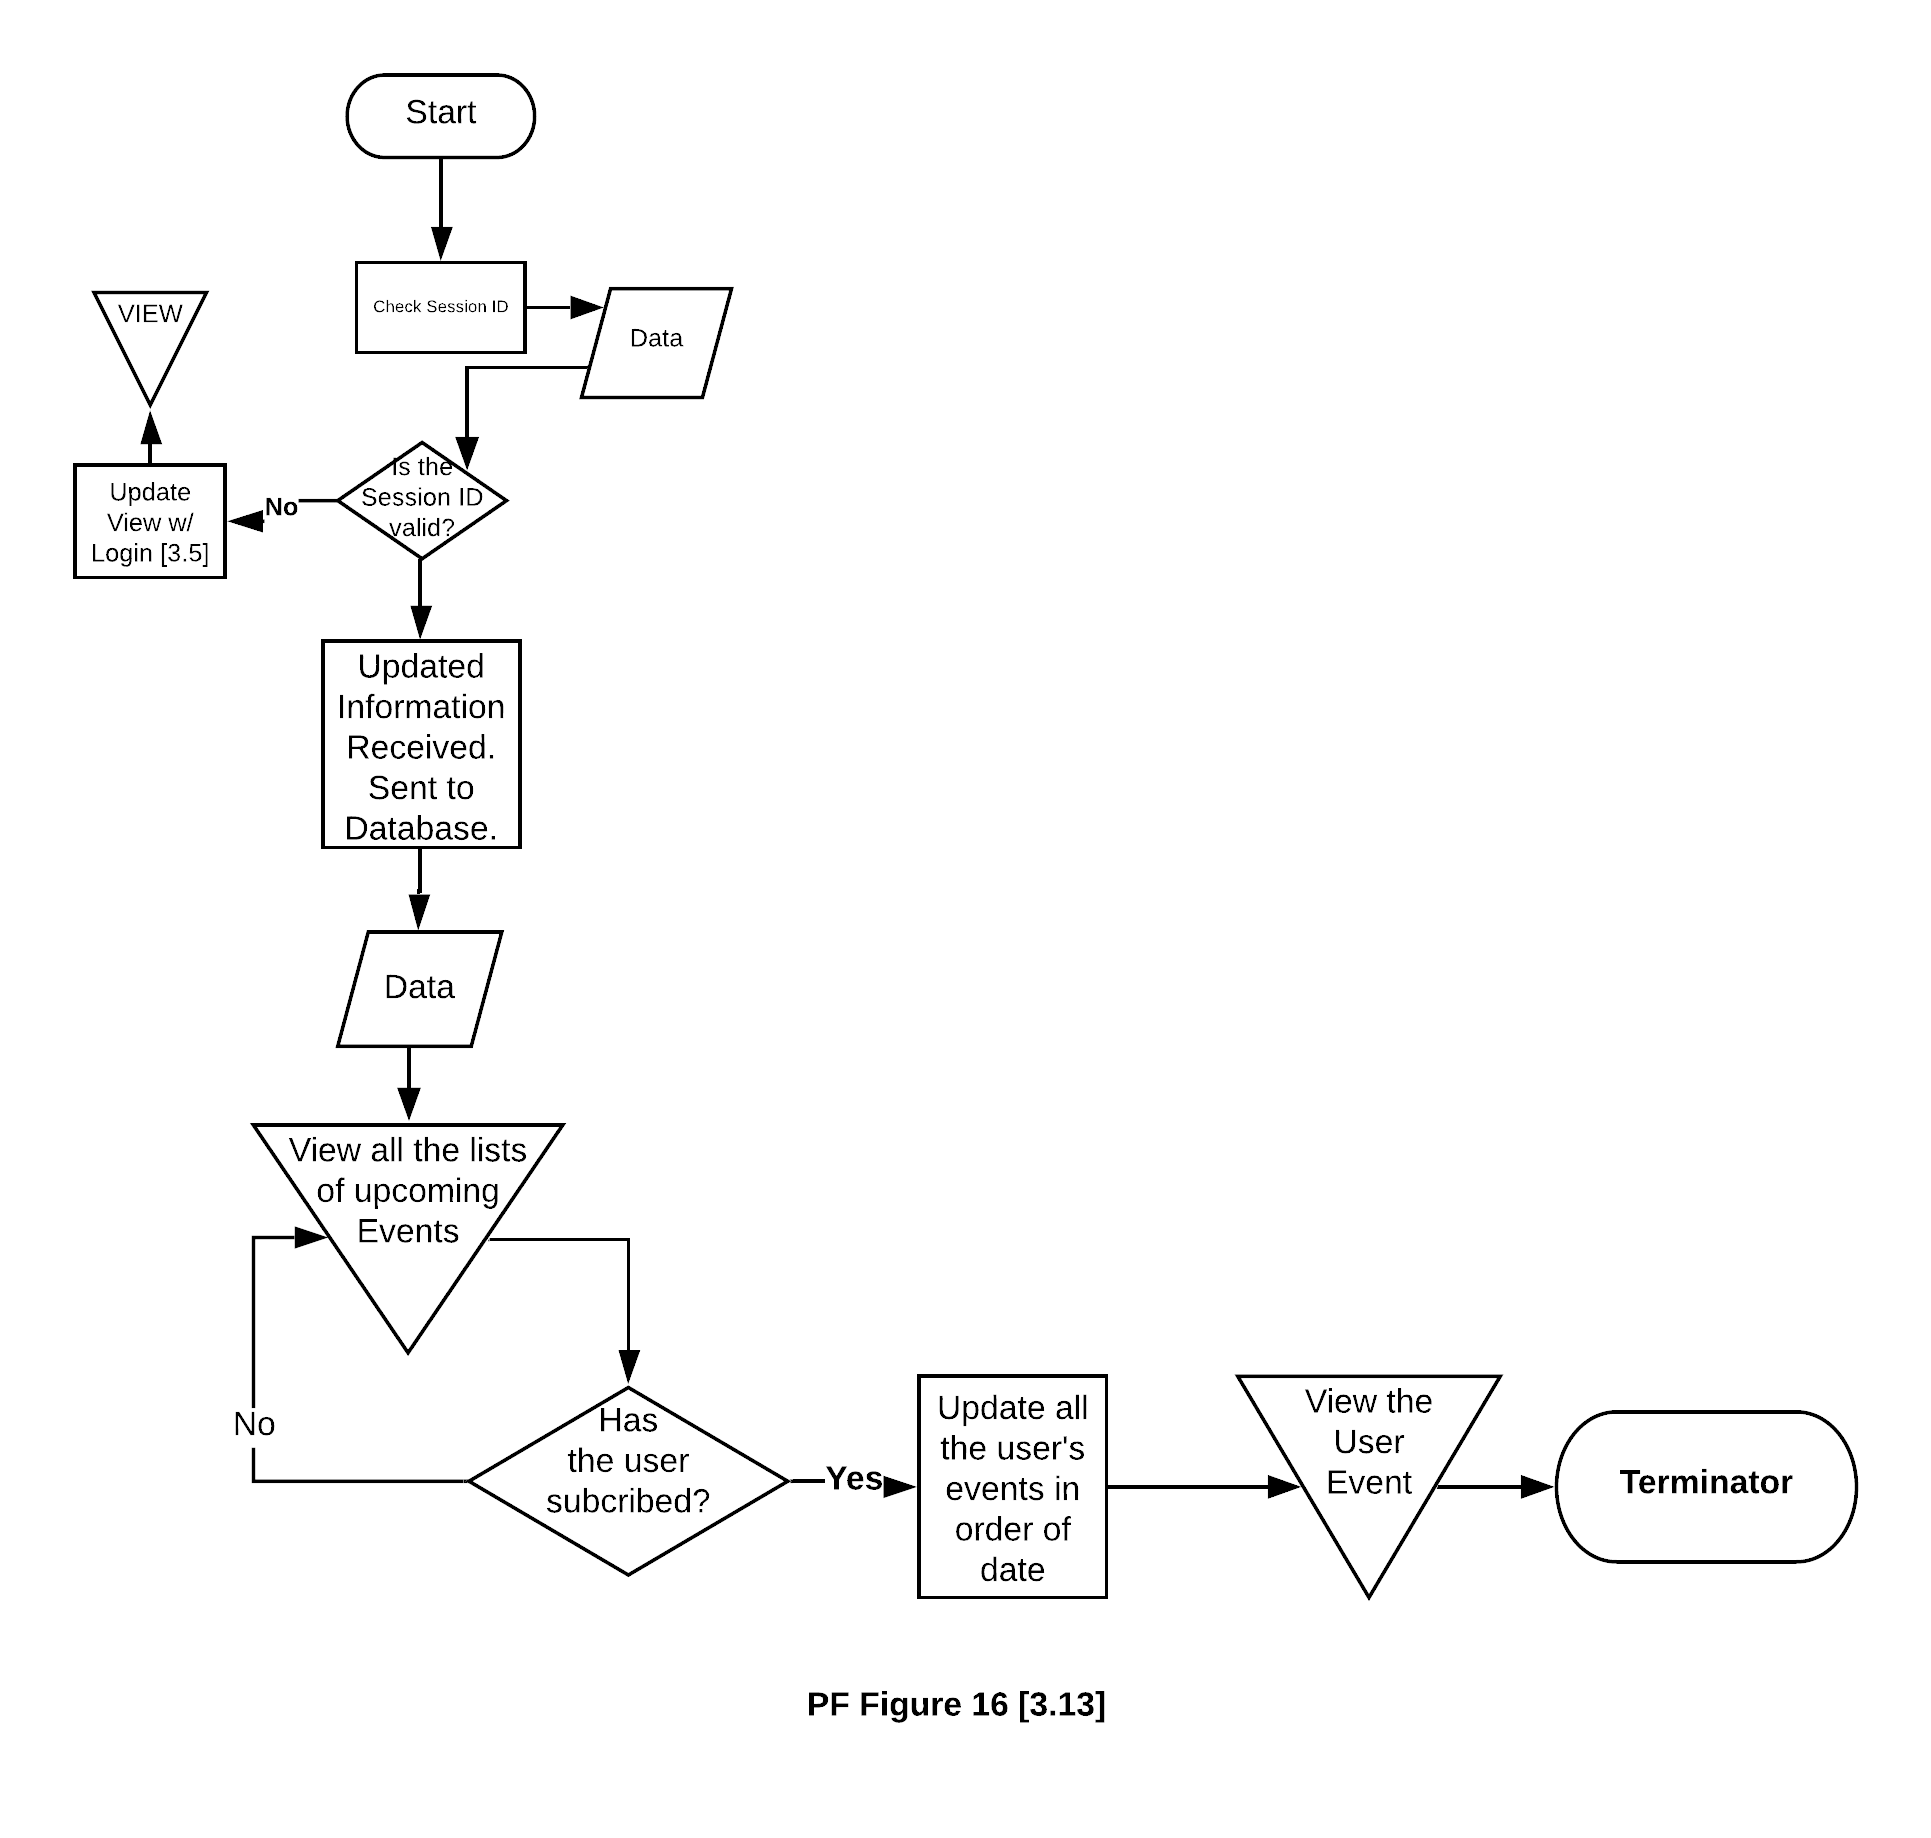 Start
Check Session ID
Data
VIEW
Is the
Session ID
valid?
No
Update
View w/
Login [3.5]
Updated
Information
Received.
Sent to
Database.
Data
View all the lists
of upcoming
Events
No
Has
the user
subcribed?
Yes
Update all
the user's
events in
order of
date
View the
User
Event
Terminator
PF Figure 16 [3.13]